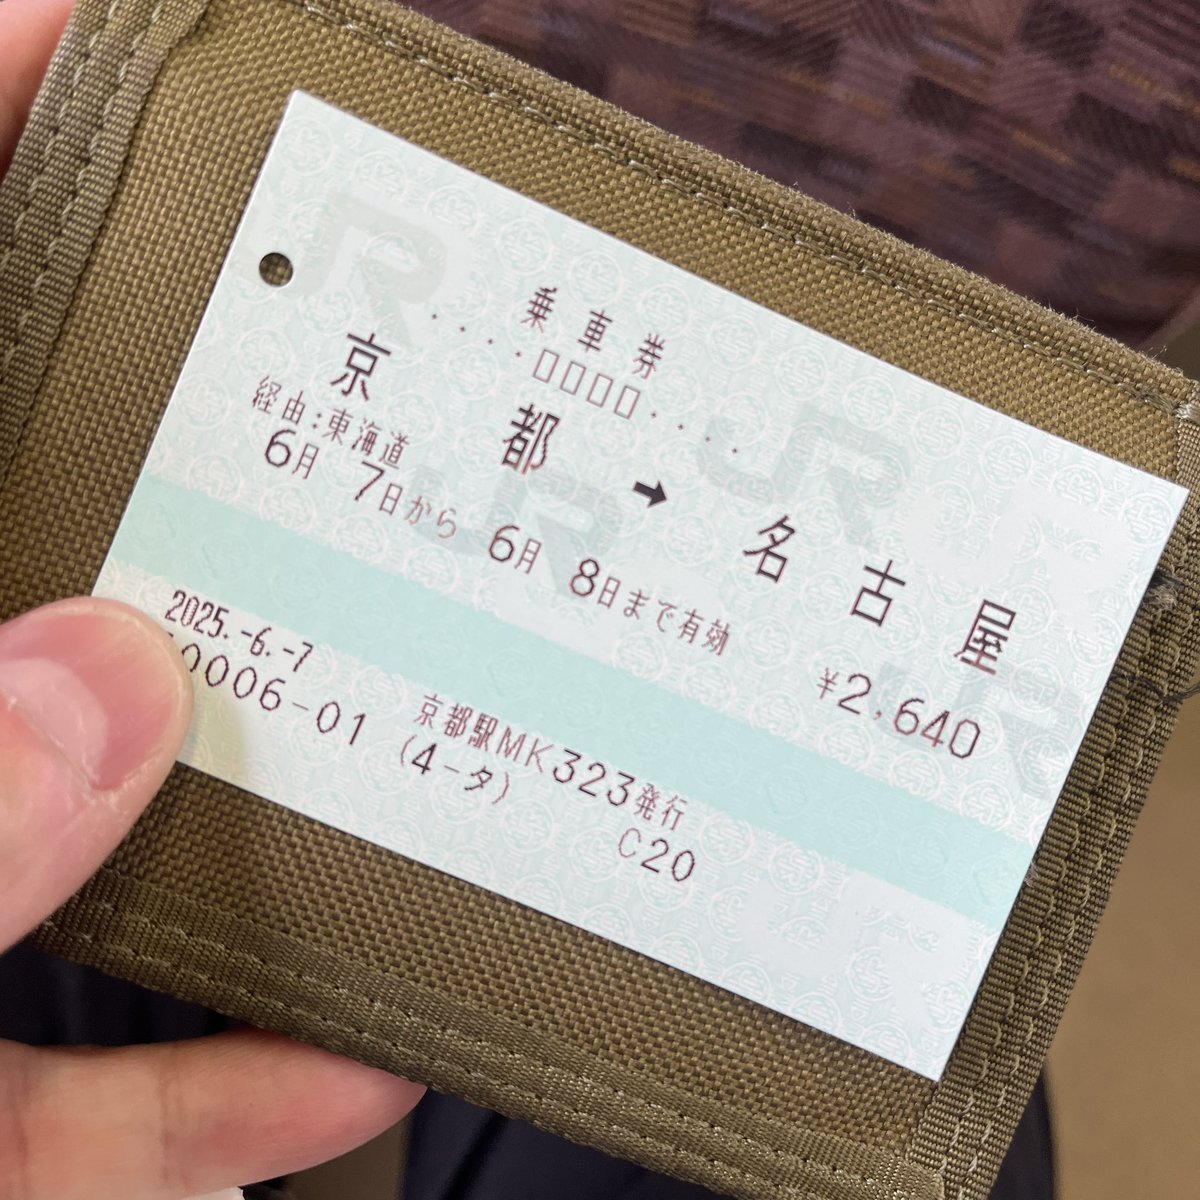 乗車券
・・・・□□□□・・・・
京都➡名古屋
経由:東海道
6月 7日から 6月 8日まで有効 ¥2,640
2025.-6.-7 京都駅MK323発行
0006-01 (4-タ) C20